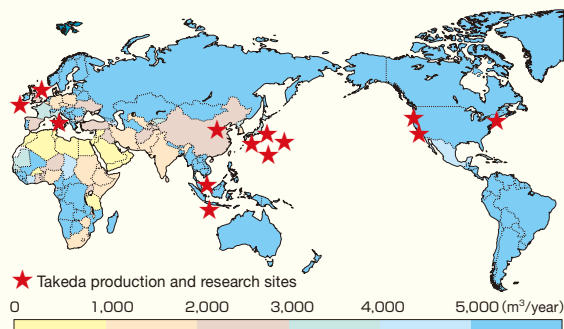 ★ Takeda production and research sites
0 1,000 2,000 3,000 4,000 5,000 (m³/year)